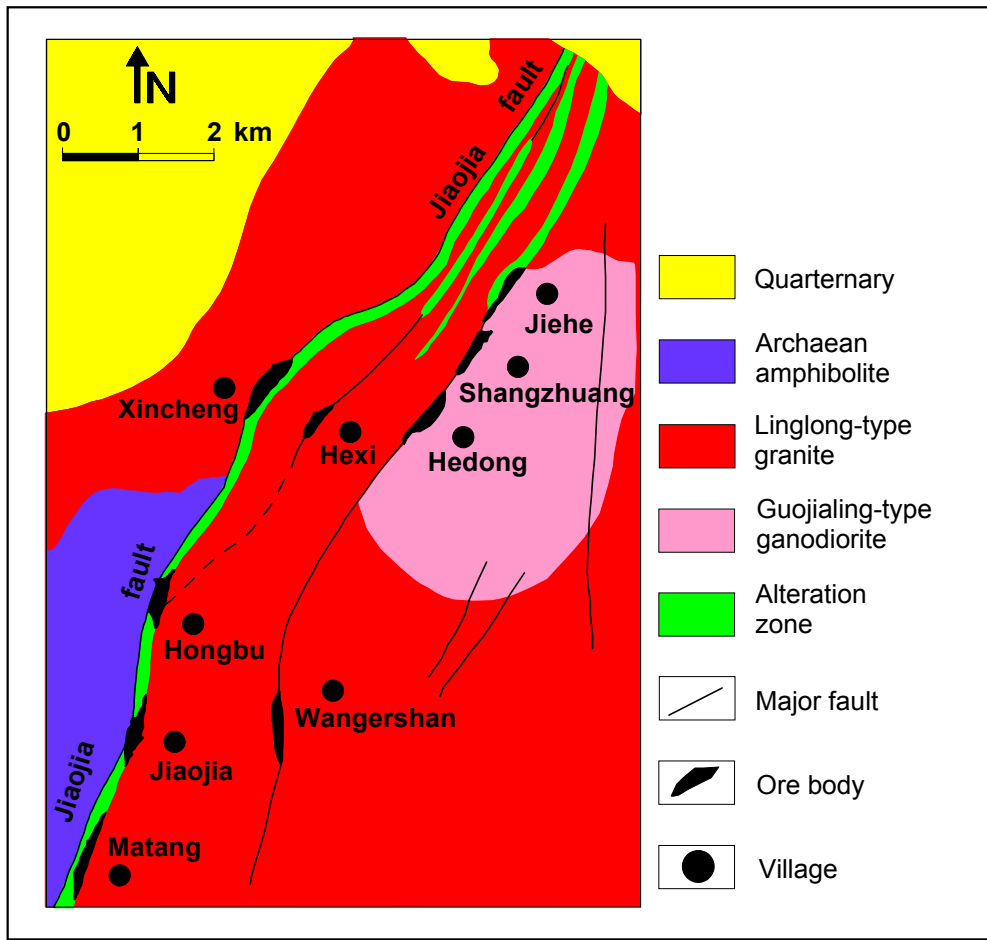 N
0 1 2 km
fault
Jiaojia
Jiehe
Shangzhuang
Xincheng
Hexi
Hedong
fault
Hongbu
Wangershan
Jiaojia
Jiaojia
Matang
Quarternary
Archaean
amphibolite
Linglong-type
granite
Guojialing-type
ganodiorite
Alteration
zone
Major fault
Ore body
Village